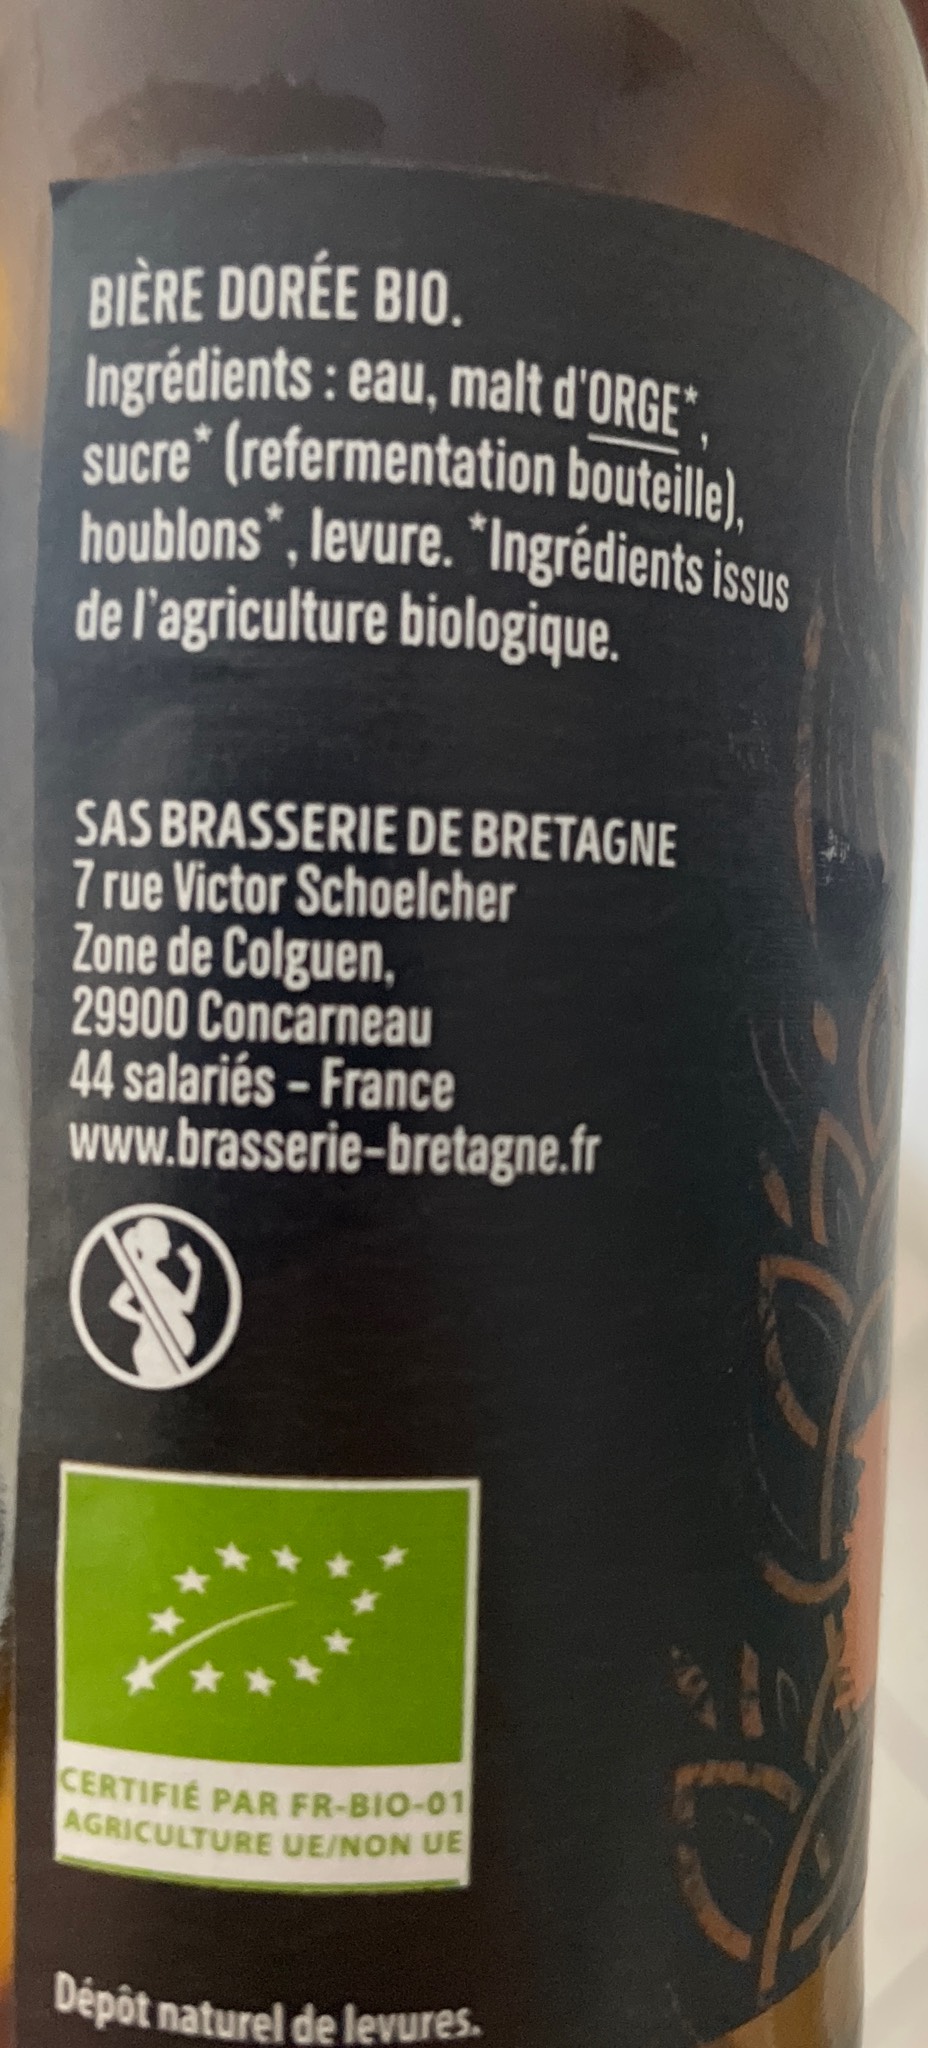 BIÈRE DORÉE BIO.
Ingrédients : eau, malt d'ORGE*,
sucre* (refermentation bouteille),
houblons*, levure. *Ingrédients issus
de l'agriculture biologique.
SAS BRASSERIE DE BRETAGNE
7 rue Victor Schoelcher
Zone de Colguen,
29900 Concarneau
44 salariés – France
www.brasserie-bretagne.fr
CERTIFIÉ PAR FR-BIO-01
AGRICULTURE UE/NON UE
Dépôt naturel de levures.